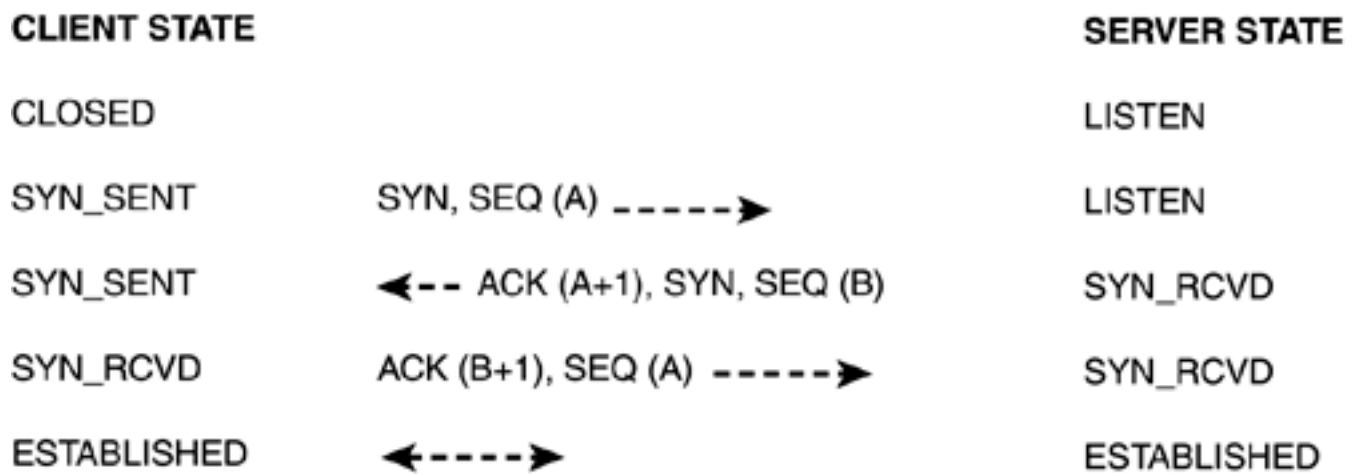 CLIENT STATE SERVER STATE
CLOSED LISTEN
SYN_SENT SYN, SEQ (A) LISTEN
SYN_SENT ACK (A+1), SYN, SEQ (B) SYN_RCVD
SYN_RCVD ACK (B+1), SEQ (A) SYN_RCVD
ESTABLISHED ESTABLISHED